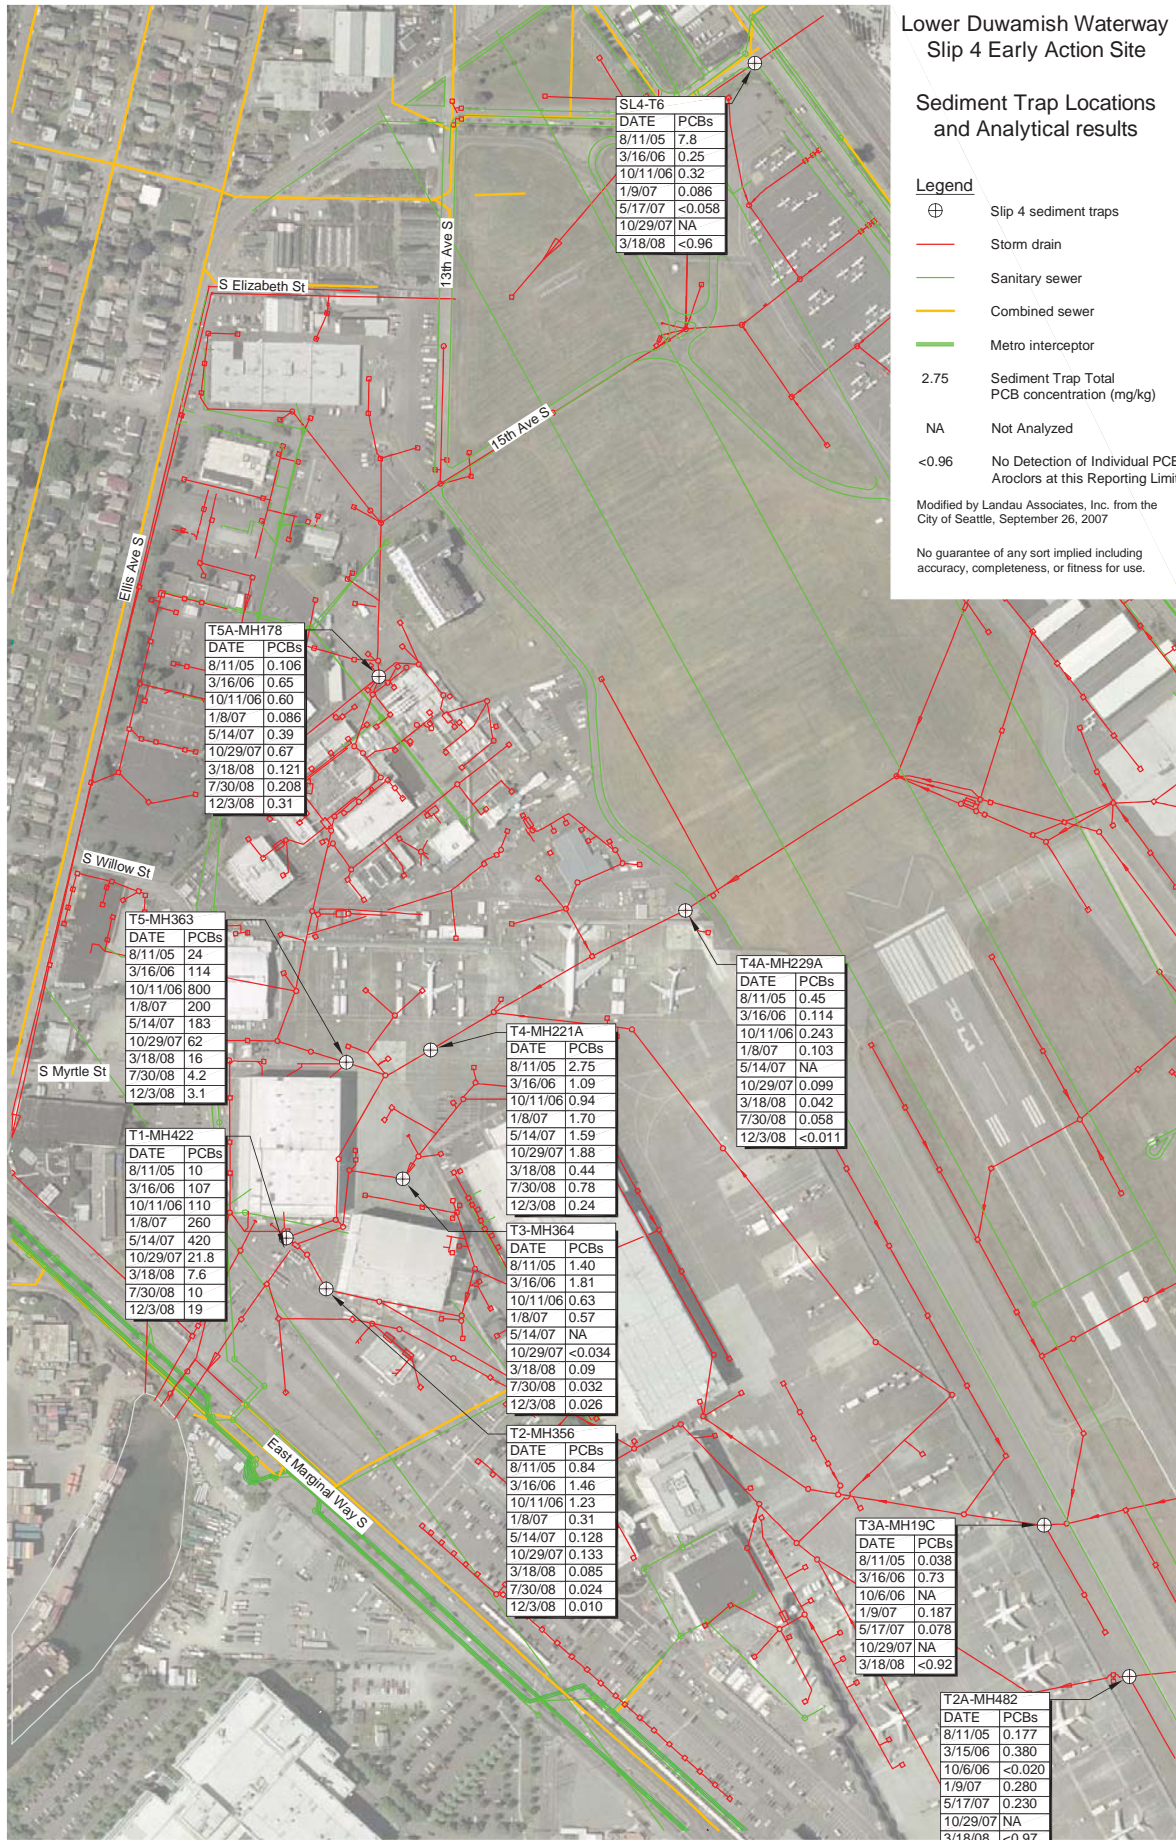 Lower Duwamish Waterway
Slip 4 Early Action Site
Sediment Trap Locations
and Analytical results
Legend
Slip 4 sediment traps
Storm drain
Sanitary sewer
Combined sewer
Metro interceptor
2.75 Sediment Trap Total
PCB concentration (mg/kg)
NA Not Analyzed
<0.96 No Detection of Individual PCB
Aroclors at this Reporting Limit
Modified by Landau Associates, Inc. from the
City of Seattle, September 26, 2007
No guarantee of any sort implied including
accuracy, completeness, or fitness for use.
SL4-T6
DATE PCBs
8/11/05 7.8
3/16/06 0.25
10/11/06 0.32
1/9/07 0.086
5/17/07 <0.058
10/29/07 NA
3/18/08 <0.96
13th Ave S
S Elizabeth St
15th Ave S
Ellis Ave S
T5A-MH178
DATE PCBs
8/11/05 0.106
3/16/06 0.65
10/11/06 0.60
1/8/07 0.086
5/14/07 0.39
10/29/07 0.67
3/18/08 0.121
7/30/08 0.208
12/3/08 0.31
S Willow St
T5-MH363
DATE PCBs
8/11/05 24
3/16/06 114
10/11/06 800
1/8/07 200
5/14/07 183
10/29/07 62
3/18/08 16
7/30/08 4.2
12/3/08 3.1
T4A-MH229A
DATE PCBs
8/11/05 0.45
3/16/06 0.114
10/11/06 0.243
1/8/07 0.103
5/14/07 NA
10/29/07 0.099
3/18/08 0.042
7/30/08 0.058
12/3/08 <0.011
T4-MH221A
DATE PCBs
8/11/05 2.75
3/16/06 1.09
10/11/06 0.94
1/8/07 1.70
5/14/07 1.59
10/29/07 1.88
3/18/08 0.44
7/30/08 0.78
12/3/08 0.24
S Myrtle St
T1-MH422
DATE PCBs
8/11/05 10
3/16/06 107
10/11/06 110
1/8/07 260
5/14/07 420
10/29/07 21.8
3/18/08 7.6
7/30/08 10
12/3/08 19
T3-MH364
DATE PCBs
8/11/05 1.40
3/16/06 1.81
10/11/06 0.63
1/8/07 0.57
5/14/07 NA
10/29/07 <0.034
3/18/08 0.09
7/30/08 0.032
12/3/08 0.026
T2-MH356
DATE PCBs
8/11/05 0.84
3/16/06 1.46
10/11/06 1.23
1/8/07 0.31
5/14/07 0.128
10/29/07 0.133
3/18/08 0.085
7/30/08 0.024
12/3/08 0.010
East Marginal Way S
T3A-MH19C
DATE PCBs
8/11/05 0.038
3/16/06 0.73
10/6/06 NA
1/9/07 0.187
5/17/07 0.078
10/29/07 NA
3/18/08 <0.92
T2A-MH482
DATE PCBs
8/11/05 0.177
3/15/06 0.380
10/6/06 <0.020
1/9/07 0.280
5/17/07 0.230
10/29/07 NA
3/18/08 <0.97